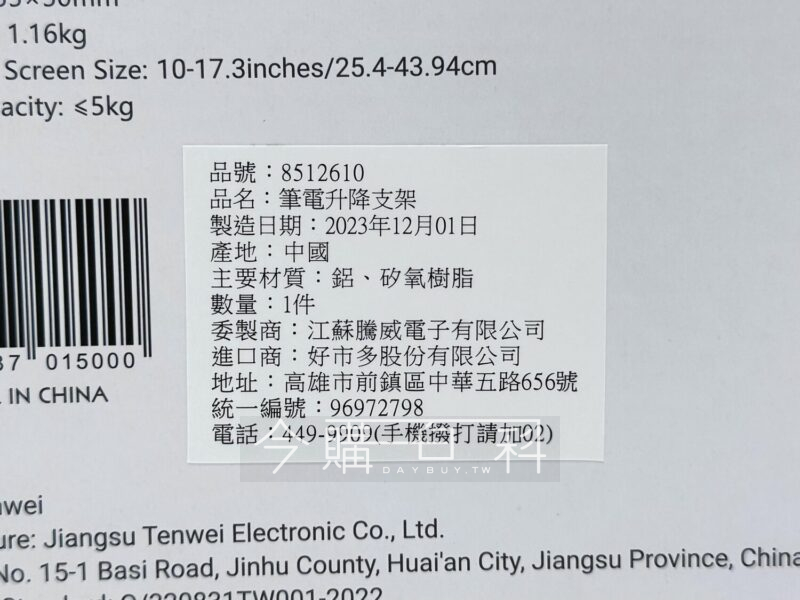 1.16kg
Screen Size: 10-17.3inches/25.4-43.94cm
acity: ≤5kg
品號：8512610
品名：筆電升降支架
製造日期：2023年12月01日
產地：中國
主要材質：鋁、矽氧樹脂
數量：1件
委製商：江蘇騰威電子有限公司
進口商：好市多股份有限公司
地址：高雄市前鎮區中華五路656號
統一編號：96972798
電話：449-9909(手機撥打請加02)
今購百科
DAYBUY.TW
37 015000
IN CHINA
nwei
ure: Jiangsu Tenwei Electronic Co., Ltd.
No. 15-1 Basi Road, Jinhu County, Huai'an City, Jiangsu Province, China